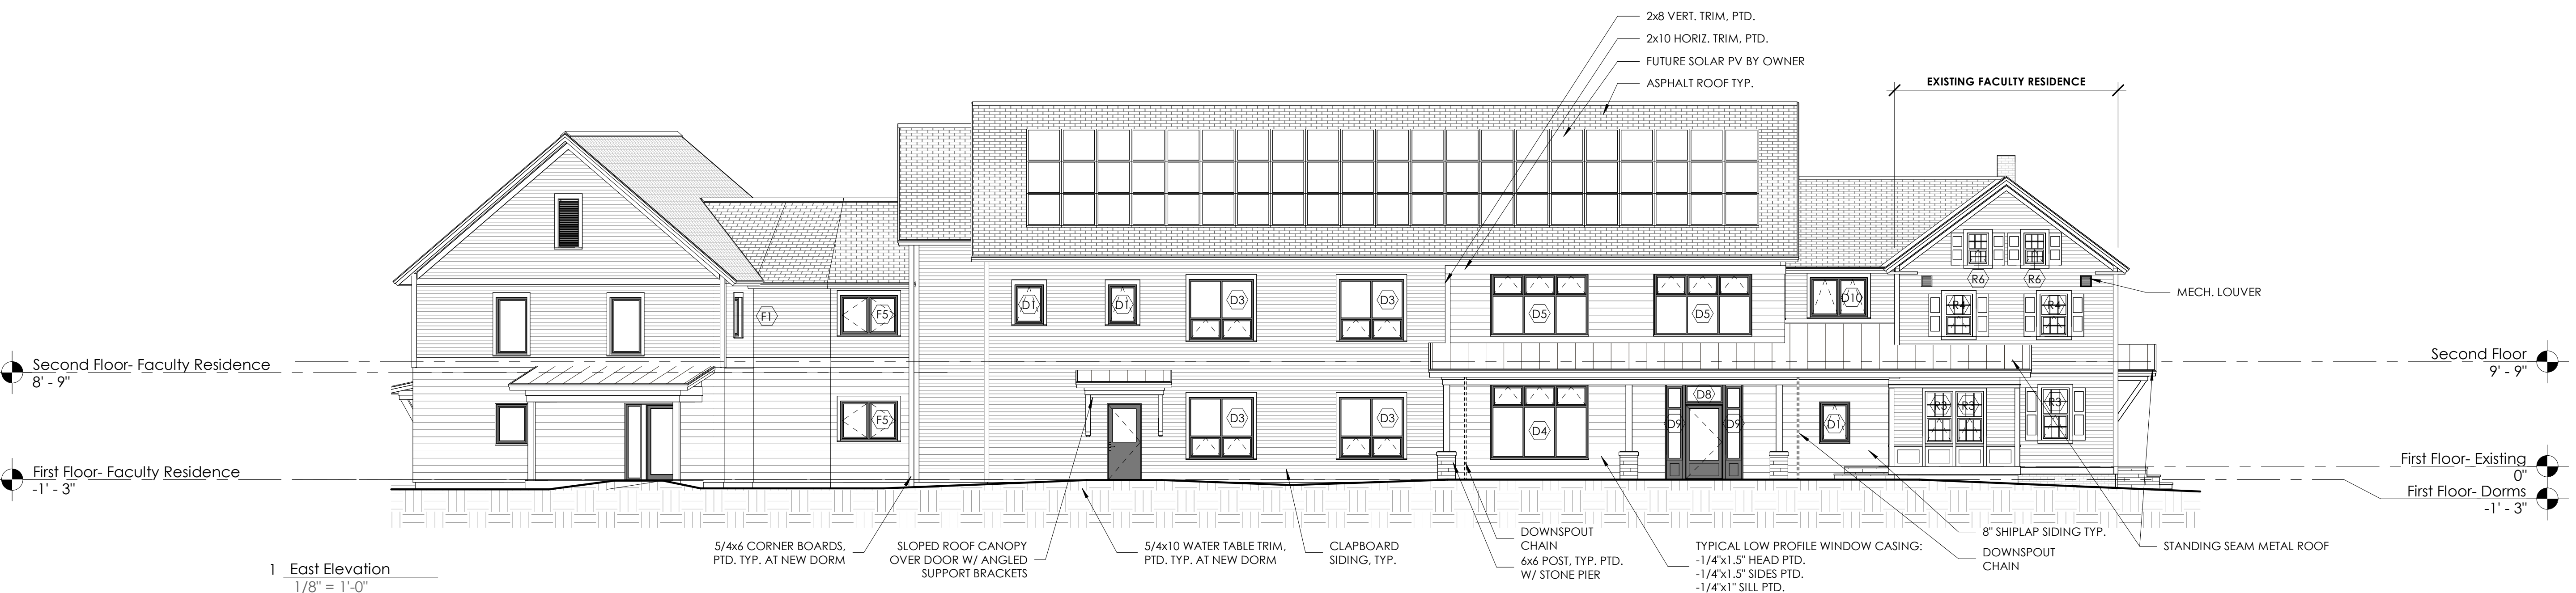 2x8 VERT. TRIM, PTD.
2x10 HORIZ. TRIM, PTD.
FUTURE SOLAR PV BY OWNER
ASPHALT ROOF TYP.
EXISTING FACULTY RESIDENCE
R6
R6
MECH. LOUVER
D1
D1
D3
D3
D5
D5
D10
R4
R4
F1
F5
Second Floor- Faculty Residence
8' - 9"
Second Floor
9' - 9"
F5
D3
D3
D4
D9
D8
D9
D1
R3
R3
R3
First Floor- Faculty Residence
-1' - 3"
First Floor- Existing
0"
First Floor- Dorms
-1' - 3"
5/4x6 CORNER BOARDS,
PTD. TYP. AT NEW DORM
SLOPED ROOF CANOPY
OVER DOOR W/ ANGLED
SUPPORT BRACKETS
5/4x10 WATER TABLE TRIM,
PTD. TYP. AT NEW DORM
CLAPBOARD
SIDING, TYP.
DOWNSPOUT
CHAIN
6x6 POST, TYP. PTD.
W/ STONE PIER
TYPICAL LOW PROFILE WINDOW CASING:
-1/4"x1.5" HEAD PTD.
-1/4"x1.5" SIDES PTD.
-1/4"x1" SILL PTD.
8" SHIPLAP SIDING TYP.
DOWNSPOUT
CHAIN
STANDING SEAM METAL ROOF
1 East Elevation
1/8" = 1'-0"